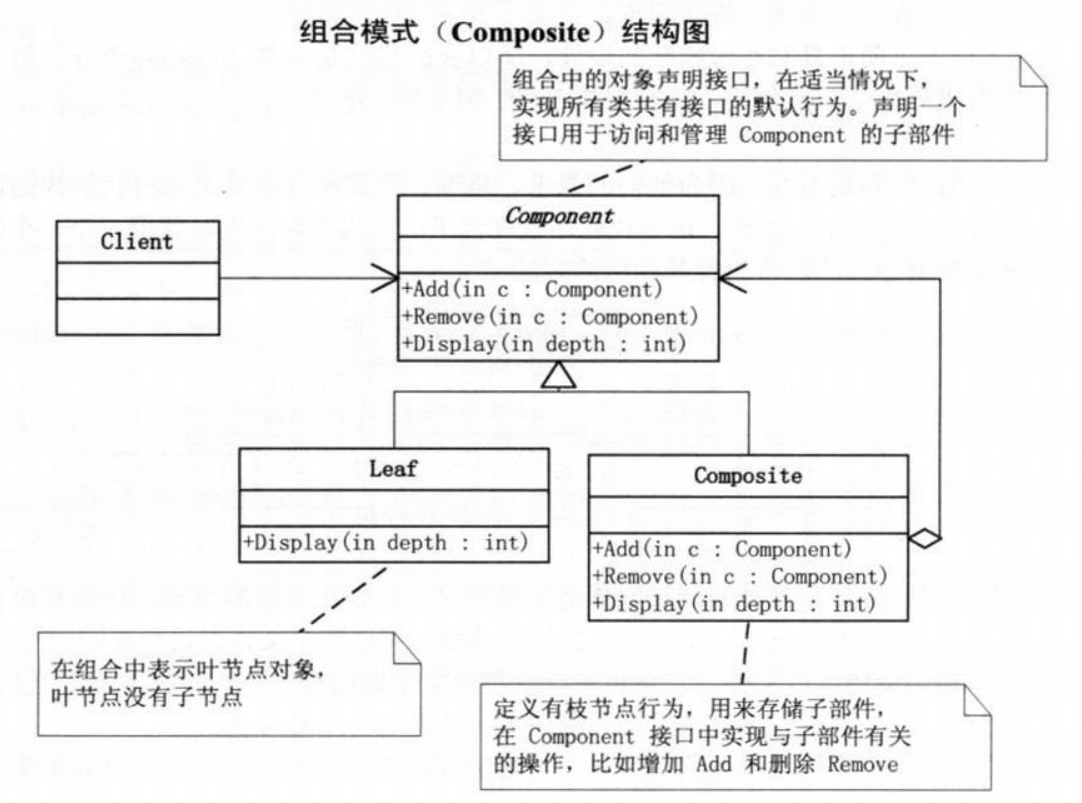 组合模式（Composite）结构图
组合中的对象声明接口，在适当情况下，
实现所有类共有接口的默认行为。声明一个
接口用于访问和管理 Component 的子部件
Component
+Add(in c : Component)
+Remove(in c : Component)
+Display(in depth : int)
Client
Leaf
+Display(in depth : int)
Composite
+Add(in c : Component)
+Remove(in c : Component)
+Display(in depth : int)
在组合中表示叶节点对象，
叶节点没有子节点
定义有枝节点行为，用来存储子部件，
在 Component 接口中实现与子部件有关
的操作，比如增加 Add 和删除 Remove